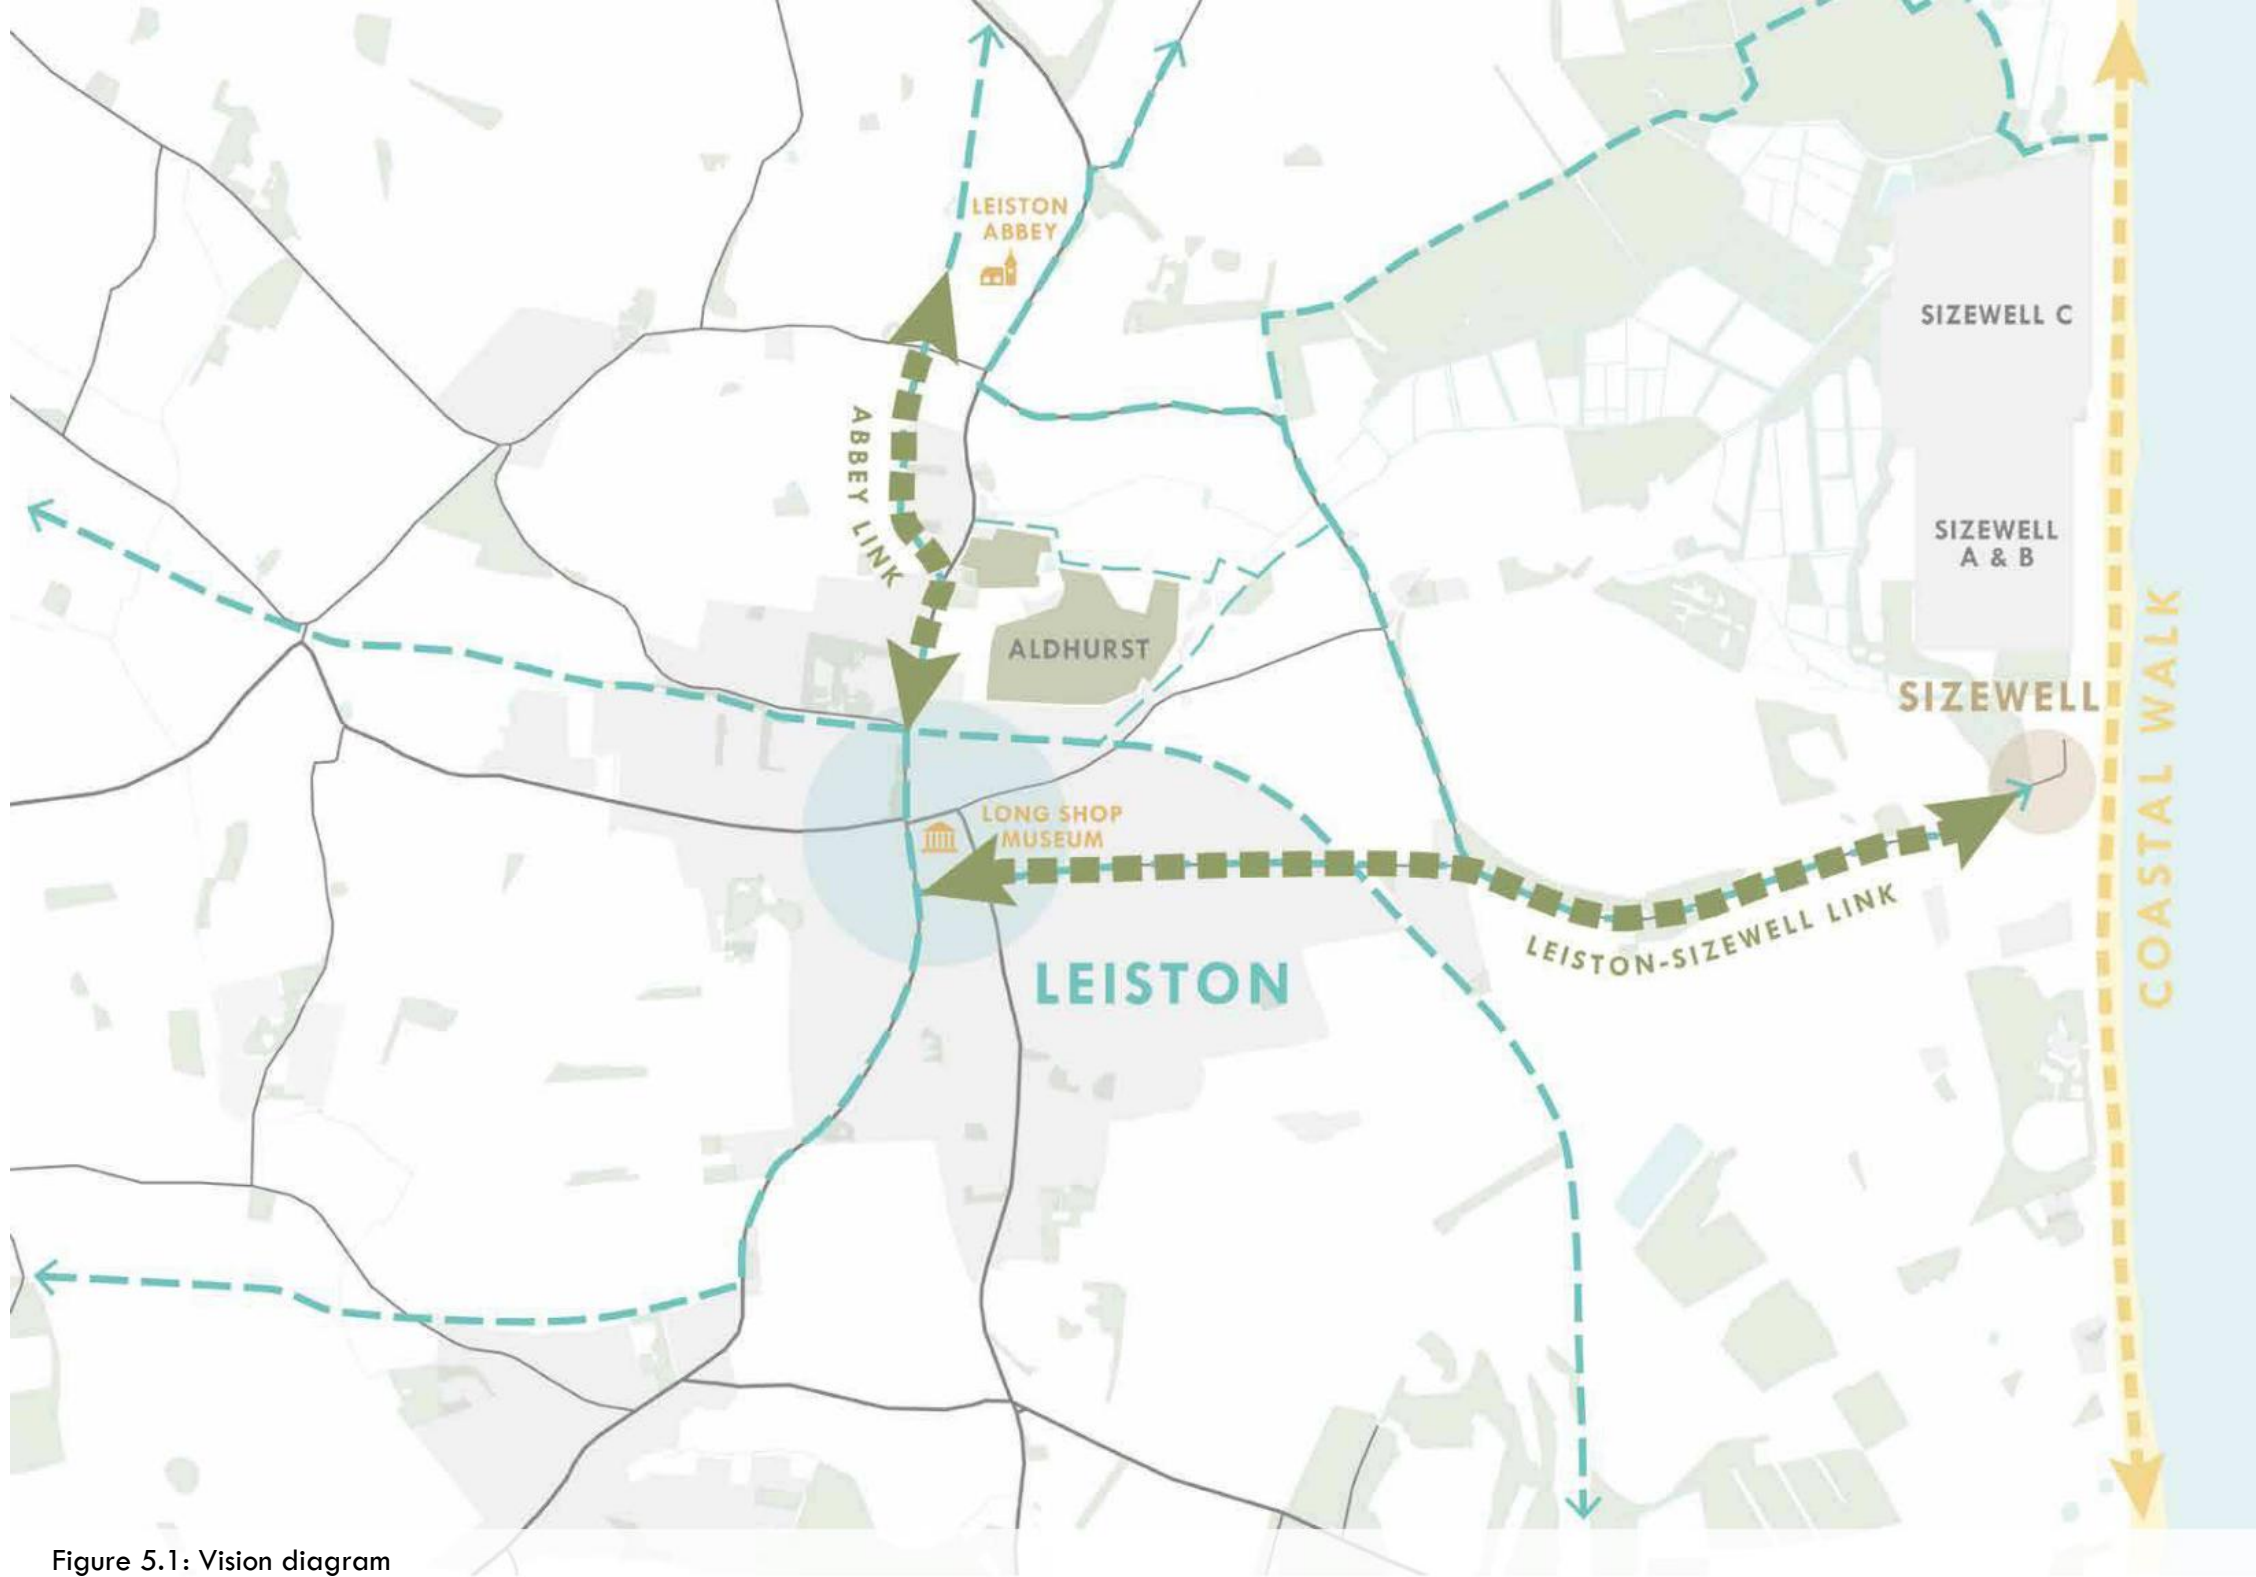 LEISTON
ABBEY
SIZEWELL C
ABBEY LINK
SIZEWELL
A & B
ALDHURST
SIZEWELL
COASTAL WALK
LONG SHOP
MUSEUM
LEISTON-SIZEWELL LINK
LEISTON
Figure 5.1: Vision diagram